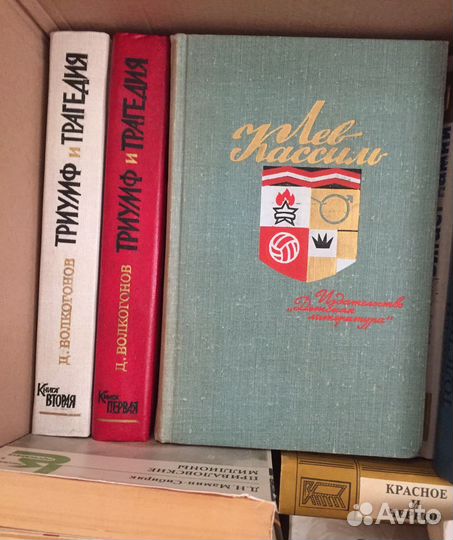 Д. ВОЛКОГОНОВ ТРИУМФ и ТРАГЕДИЯ
Книга
ВТОРАЯ
Д. ВОЛКОГОНОВ ТРИУМФ и ТРАГЕДИЯ
Книга
ПЕРВАЯ
Лев
Кассиль
Издательство
„Детская
литература"
Д.Н. Мамин-Сибиряк
ПРИВАЛОВСКИЕ
МИЛЛИОНЫ
КРАСНОЕ
И
Avito